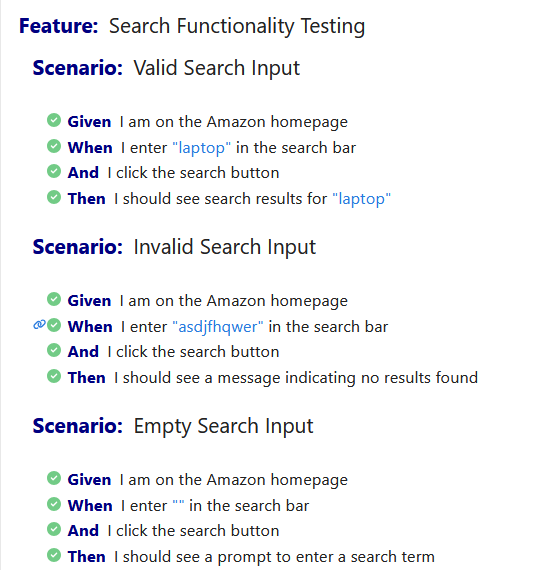 Feature: Search Functionality Testing
Scenario: Valid Search Input
Given I am on the Amazon homepage
When I enter "laptop" in the search bar
And I click the search button
Then I should see search results for "laptop"
Scenario: Invalid Search Input
Given I am on the Amazon homepage
When I enter "asdjfhqwer" in the search bar
And I click the search button
Then I should see a message indicating no results found
Scenario: Empty Search Input
Given I am on the Amazon homepage
When I enter "" in the search bar
And I click the search button
Then I should see a prompt to enter a search term